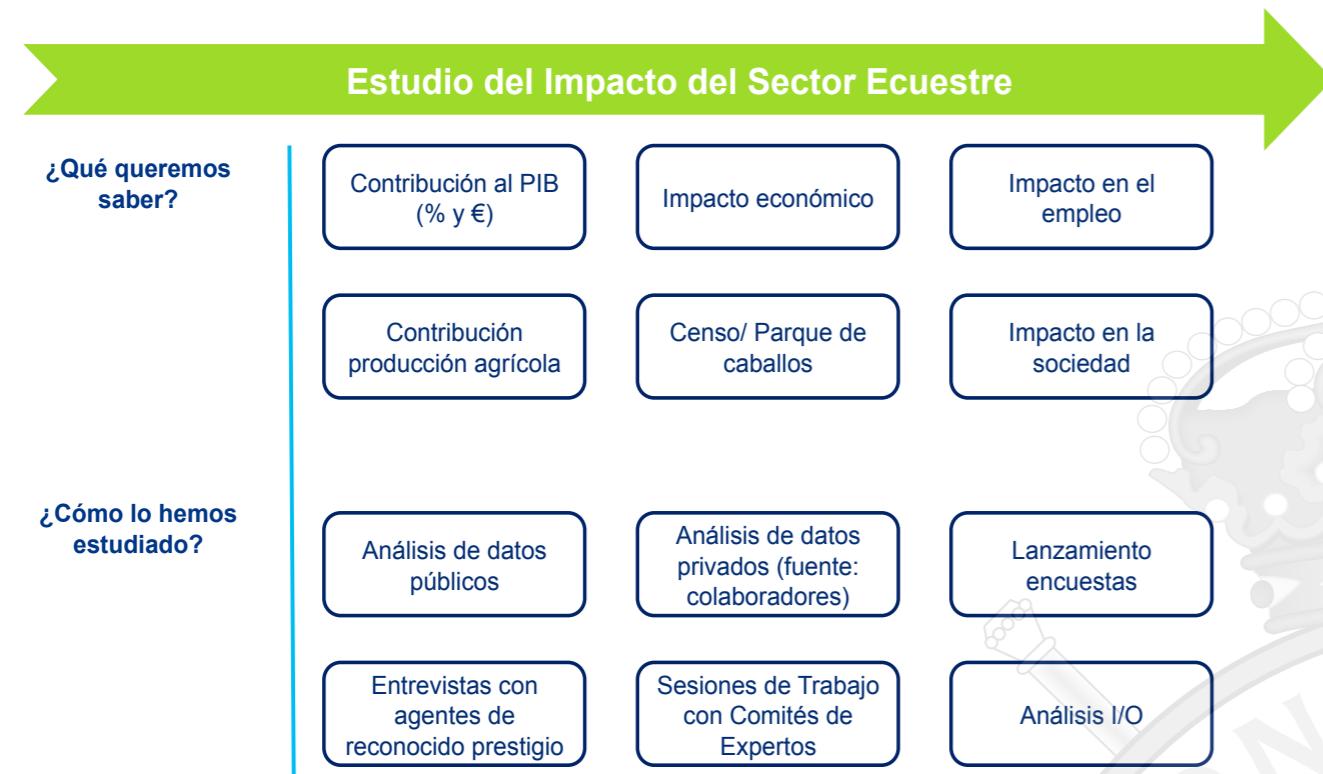 Estudio del Impacto del Sector Ecuestre
¿Qué queremos
saber?
Contribución al PIB
(% y €)
Impacto económico
Impacto en el
empleo
Contribución
producción agrícola
Censo/ Parque de
caballos
Impacto en la
sociedad
¿Cómo lo hemos
estudiado?
Análisis de datos
públicos
Análisis de datos
privados (fuente:
colaboradores)
Lanzamiento
encuestas
Entrevistas con
agentes de
reconocido prestigio
Sesiones de Trabajo
con Comités de
Expertos
Análisis I/O